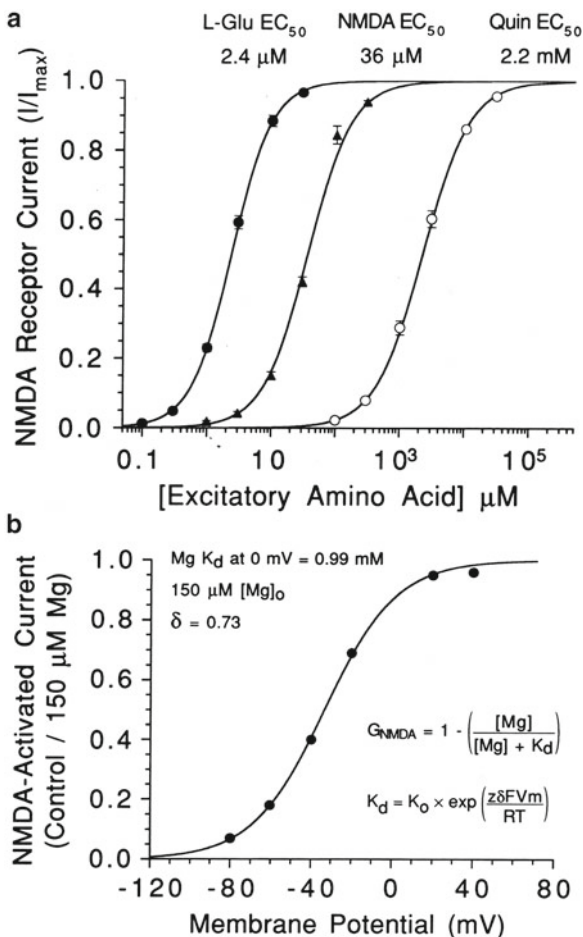 a
L-Glu EC50 NMDA EC50 Quin EC50
2.4 μM 36 μM 2.2 mM
NMDA Receptor Current (I/Imax)
1.0
0.8
0.6
0.4
0.2
0.0
0.1 10 10³ 10⁵
[Excitatory Amino Acid] μM
b
Mg Kd at 0 mV = 0.99 mM
150 μM [Mg]o
δ = 0.73
NMDA-Activated Current
(Control / 150 μM Mg)
1.0
0.8
0.6
0.4
0.2
0.0
GNMDA = 1 - ([Mg] / [Mg] + Kd)
Kd = Ko × exp (zδFVm / RT)
-120 -80 -40 0 40 80
Membrane Potential (mV)